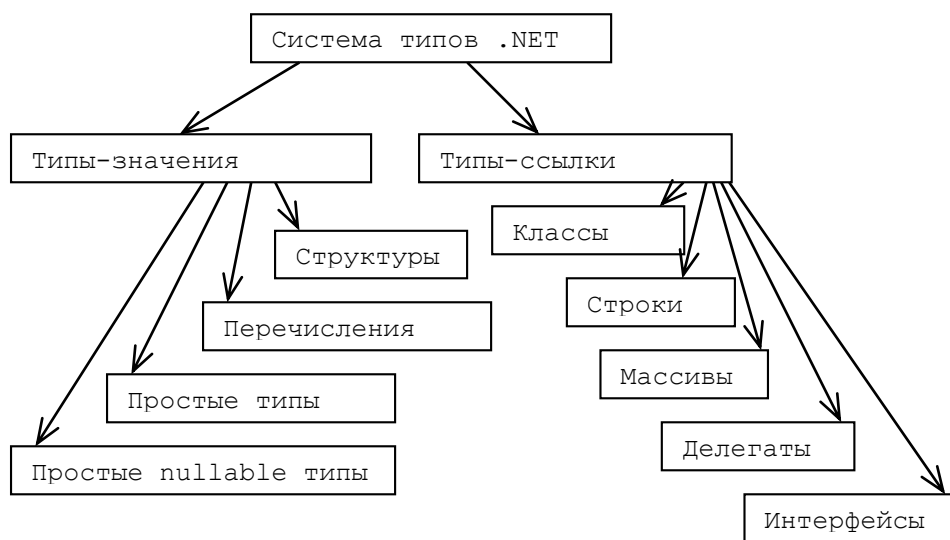 Система типов .NET
Типы-значения
Типы-ссылки
Классы
Структуры
Строки
Перечисления
Массивы
Простые типы
Делегаты
Простые nullable типы
Интерфейсы